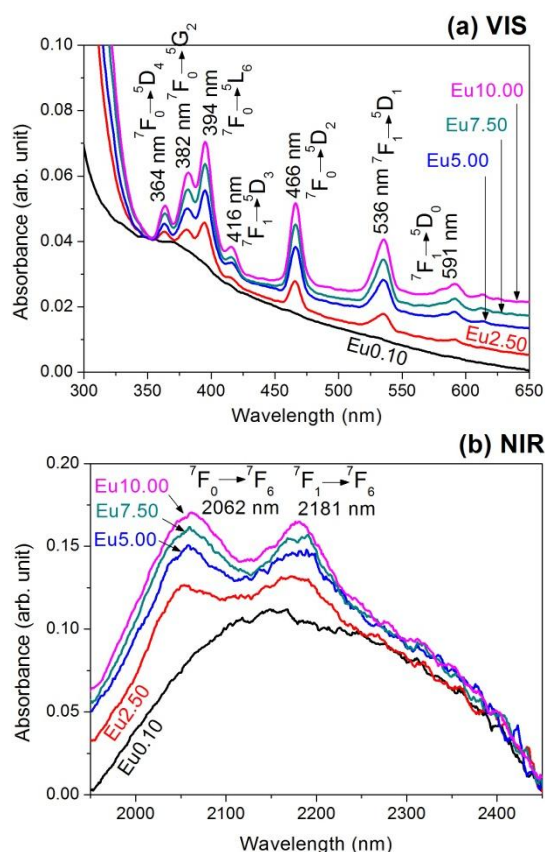 (a) VIS
Absorbance (arb. unit)
0.10
0.08
0.06
0.04
0.02
0.00
364 nm ⁷F₀→⁵D₄
382 nm ⁷F₀→⁵G₂
394 nm
⁷F₀→⁵L₆
416 nm
⁷F₁→⁵D₃
466 nm
⁷F₀→⁵D₂
536 nm ⁷F₁→⁵D₁
⁷F₁→⁵D₀
591 nm
Eu10.00
Eu7.50
Eu5.00
Eu2.50
Eu0.10
300 350 400 450 500 550 600 650
Wavelength (nm)
(b) NIR
Absorbance (arb. unit)
0.20
0.15
0.10
0.05
0.00
⁷F₀→⁷F₆ ⁷F₁→⁷F₆
2062 nm 2181 nm
Eu10.00
Eu7.50
Eu5.00
Eu2.50
Eu0.10
2000 2100 2200 2300 2400
Wavelength (nm)